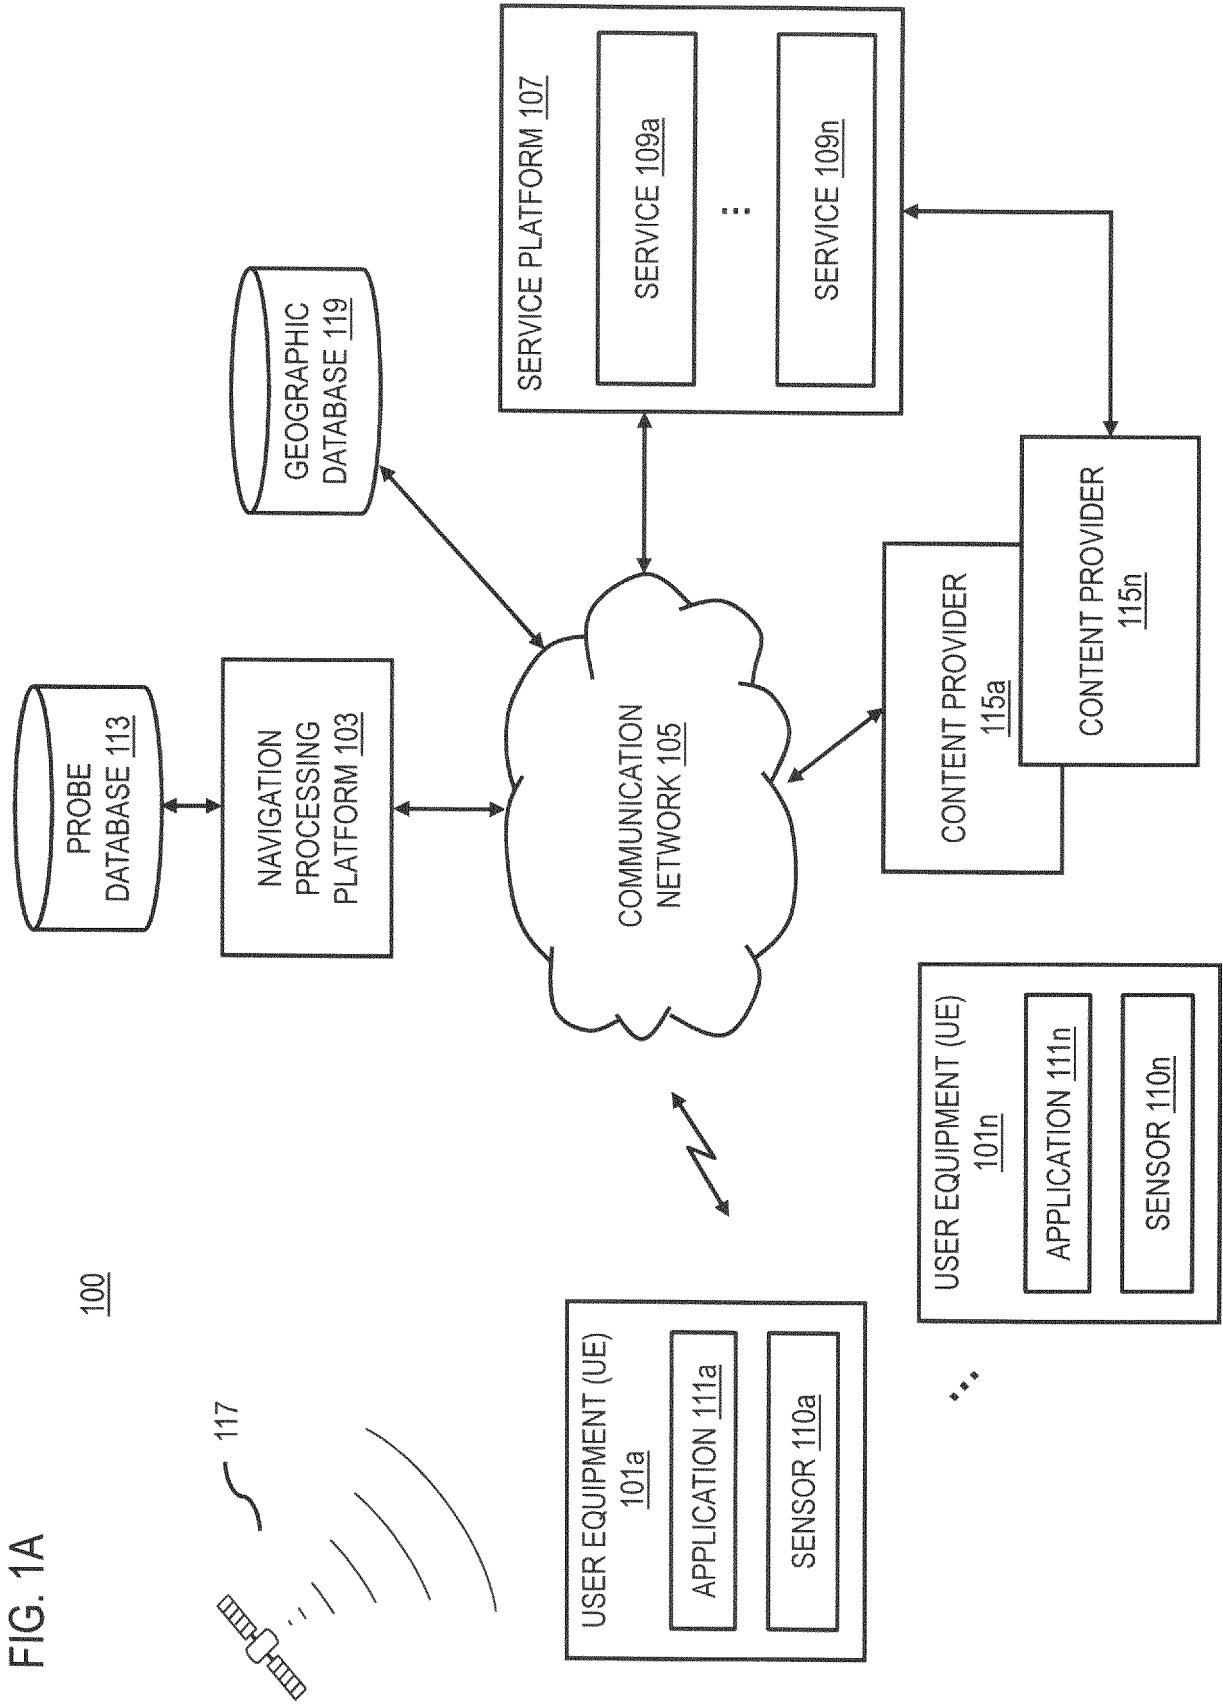 FIG. 1A
100
117
PROBE
DATABASE 113
NAVIGATION
PROCESSING
PLATFORM 103
GEOGRAPHIC
DATABASE 119
SERVICE PLATFORM 107
SERVICE 109a
...
SERVICE 109n
COMMUNICATION
NETWORK 105
USER EQUIPMENT (UE)
101a
APPLICATION 111a
SENSOR 110a
...
USER EQUIPMENT (UE)
101n
APPLICATION 111n
SENSOR 110n
CONTENT PROVIDER
115a
CONTENT PROVIDER
115n